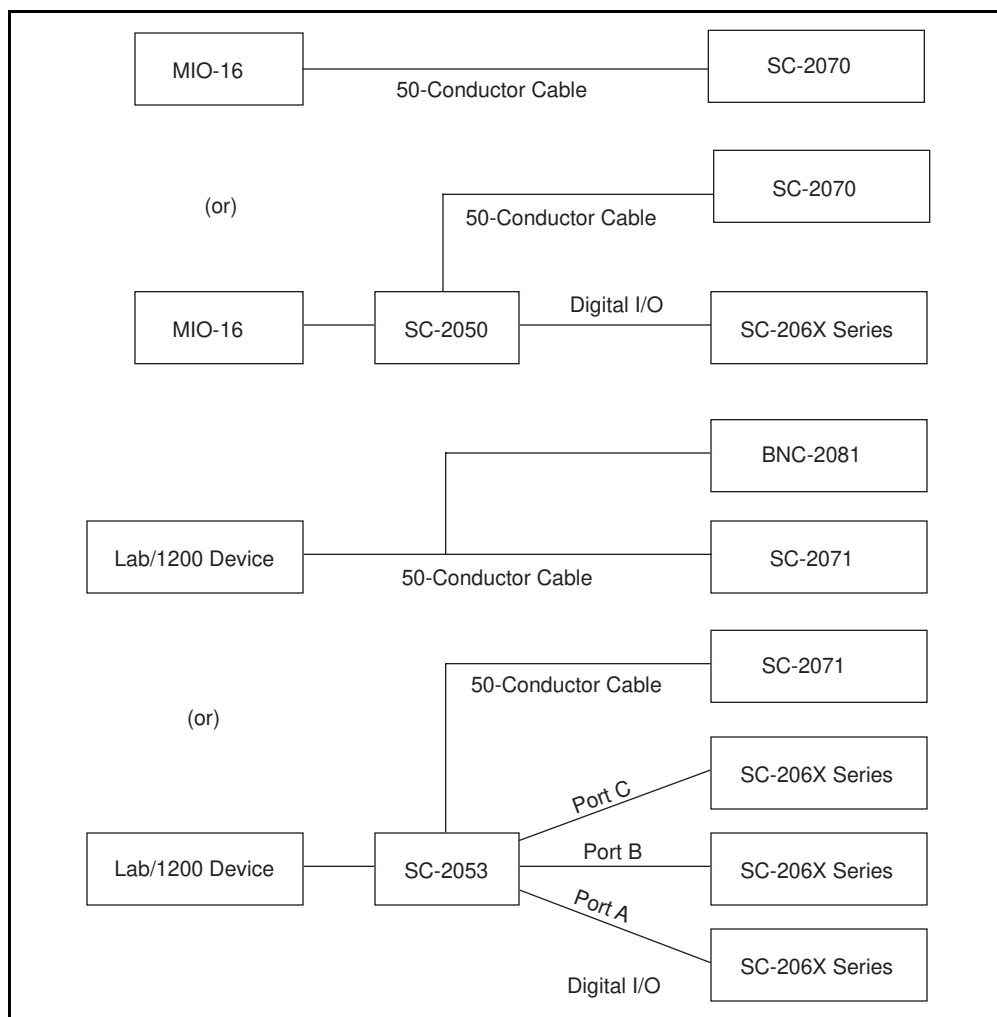 MIO-16
SC-2070
50-Conductor Cable
SC-2070
(or)
50-Conductor Cable
Digital I/O
MIO-16
SC-2050
SC-206X Series
BNC-2081
Lab/1200 Device
SC-2071
50-Conductor Cable
SC-2071
50-Conductor Cable
(or)
SC-206X Series
Port C
Port B
Lab/1200 Device
SC-2053
SC-206X Series
Port A
SC-206X Series
Digital I/O